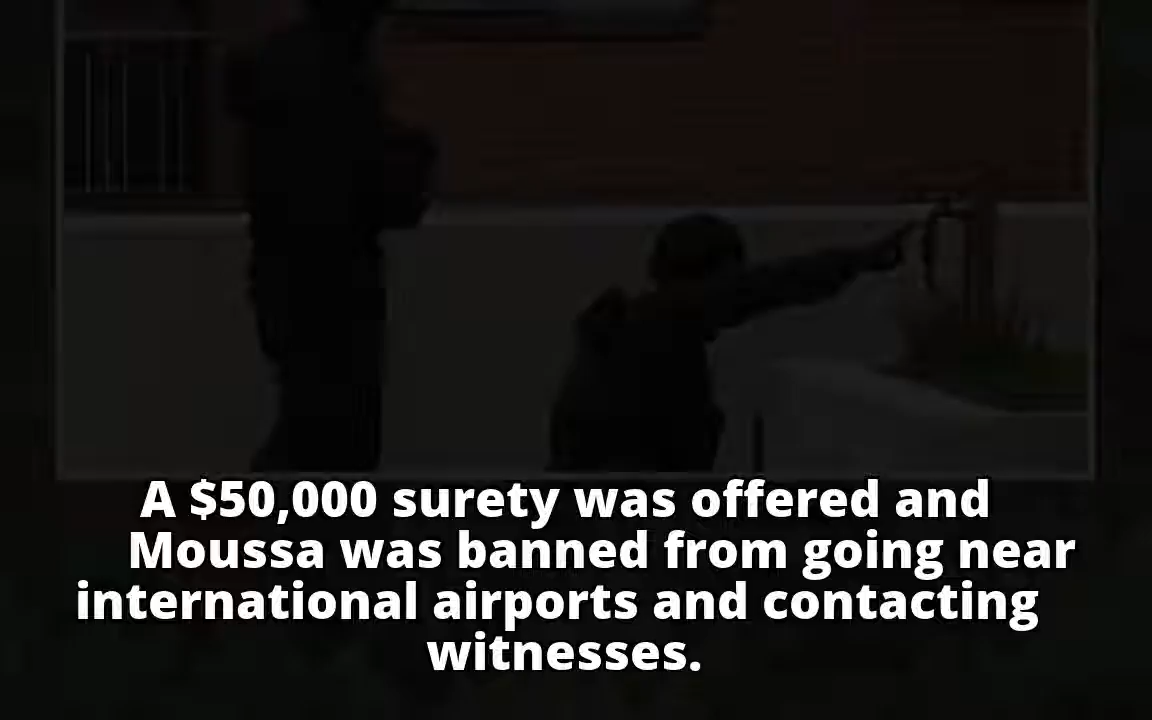 A $50,000 surety was offered and
Moussa was banned from going near
international airports and contacting
witnesses.